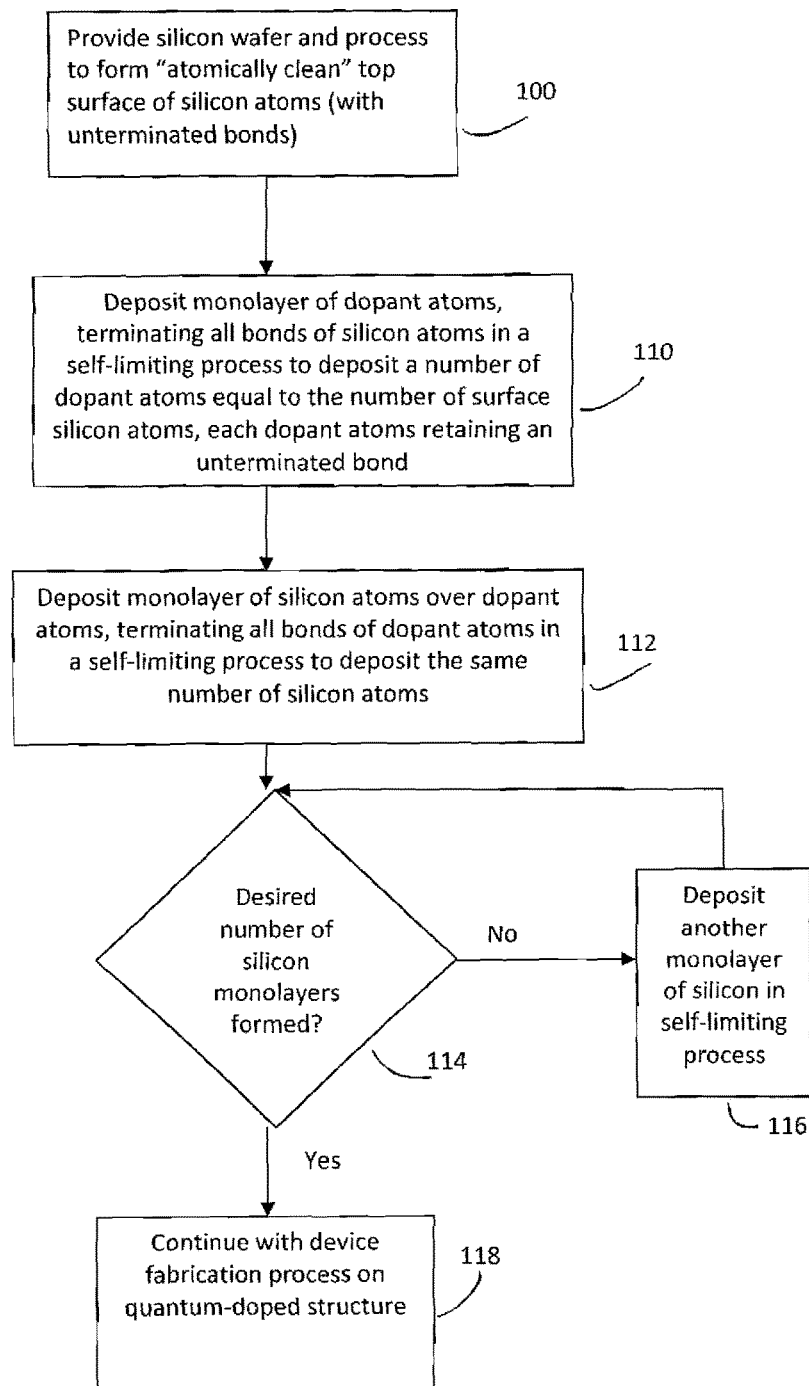 Provide silicon wafer and process
to form “atomically clean” top
surface of silicon atoms (with
unterminated bonds)
100
Deposit monolayer of dopant atoms,
terminating all bonds of silicon atoms in a
self-limiting process to deposit a number of
dopant atoms equal to the number of surface
silicon atoms, each dopant atoms retaining an
unterminated bond
110
Deposit monolayer of silicon atoms over dopant
atoms, terminating all bonds of dopant atoms in
a self-limiting process to deposit the same
number of silicon atoms
112
Desired
number of
silicon
monolayers
formed?
114
No
Deposit
another
monolayer
of silicon in
self-limiting
process
116
Yes
Continue with device
fabrication process on
quantum-doped structure
118